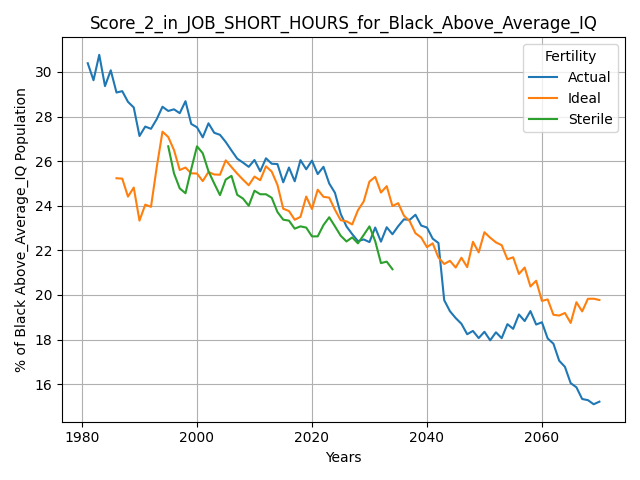 Score_2_in_JOB_SHORT_HOURS_for_Black_Above_Average_IQ
% of Black Above_Average_IQ Population
30
28
26
24
22
20
18
16
Fertility
Actual
Ideal
Sterile
1980
2000
2020
2040
2060
Years